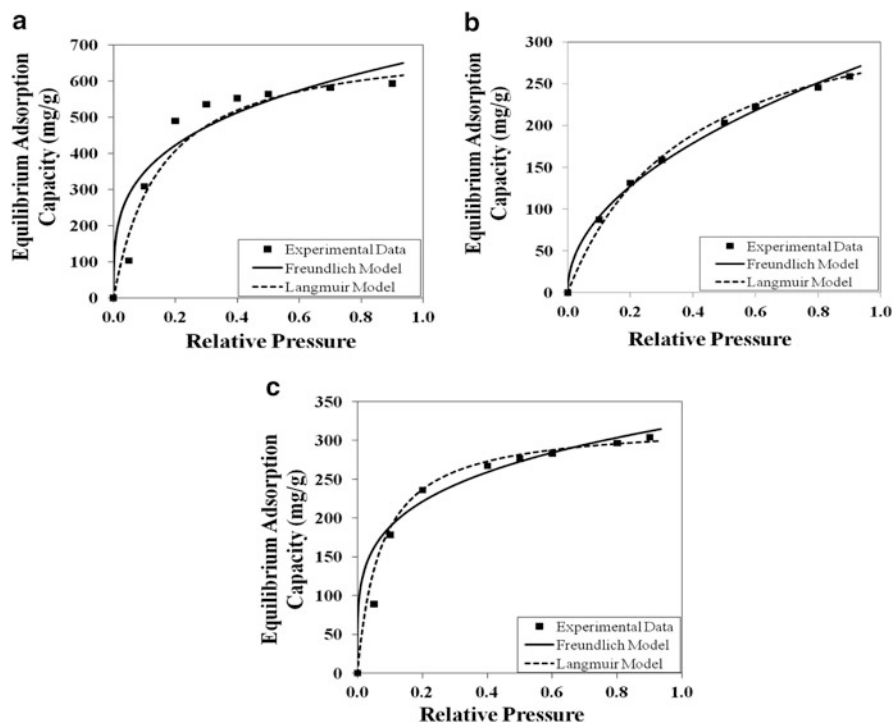 a
700
600
500
400
300
200
100
0
Equilibrium Adsorption
Capacity (mg/g)
Experimental Data
Freundlich Model
Langmuir Model
0.0 0.2 0.4 0.6 0.8 1.0
Relative Pressure
b
300
250
200
150
100
50
0
Equilibrium Adsorption
Capacity (mg/g)
Experimental Data
Freundlich Model
Langmuir Model
0.0 0.2 0.4 0.6 0.8 1.0
Relative Pressure
c
350
300
250
200
150
100
50
0
Equilibrium Adsorption
Capacity (mg/g)
Experimental Data
Freundlich Model
Langmuir Model
0.0 0.2 0.4 0.6 0.8 1.0
Relative Pressure